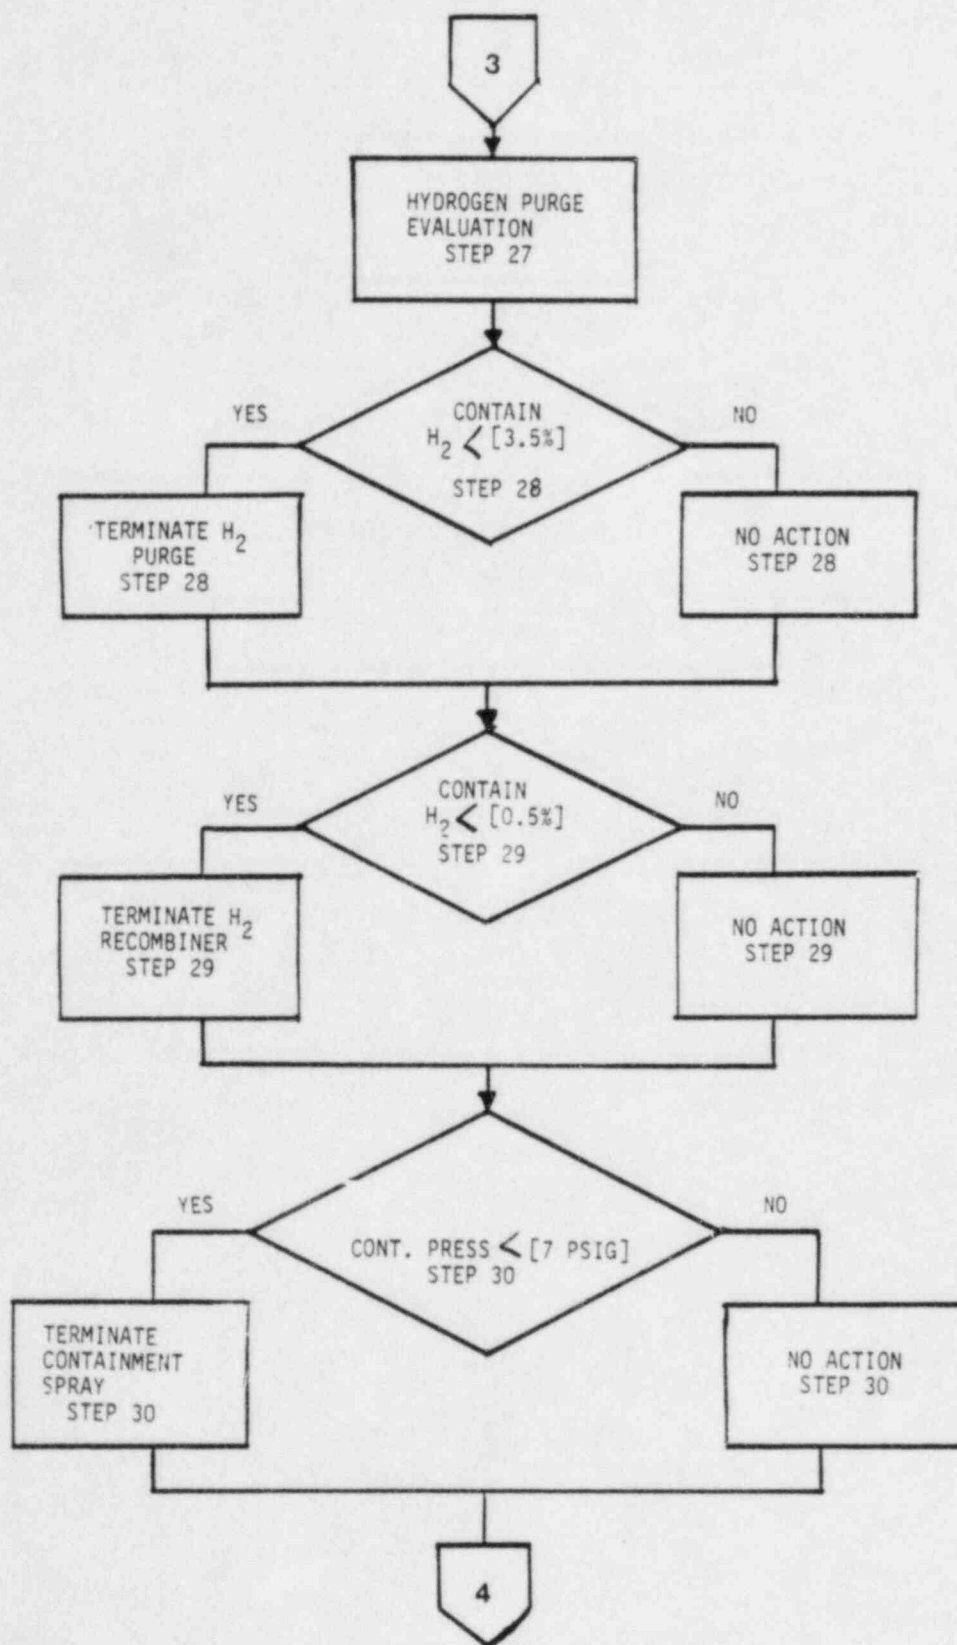 3
HYDROGEN PURGE
EVALUATION
STEP 27
YES
CONTAIN
H₂ < [3.5%]
STEP 28
NO
TERMINATE H₂
PURGE
STEP 28
NO ACTION
STEP 28
YES
CONTAIN
H₂ < [0.5%]
STEP 29
NO
TERMINATE H₂
RECOMBINER
STEP 29
NO ACTION
STEP 29
YES
CONT. PRESS < [7 PSIG]
STEP 30
NO
TERMINATE
CONTAINMENT
SPRAY
STEP 30
NO ACTION
STEP 30
4